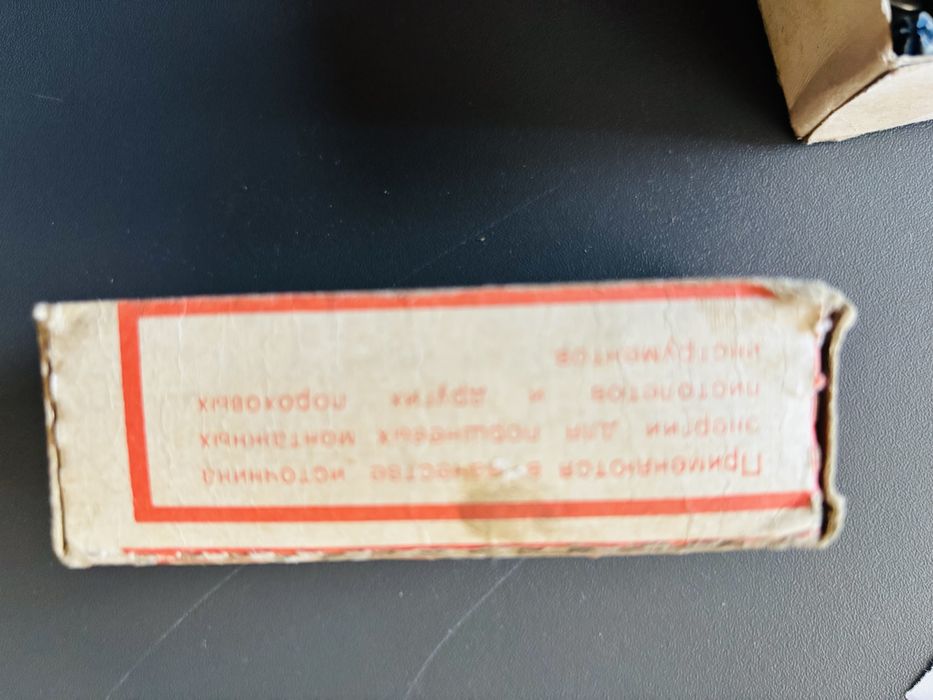 Применяются в качестве источника
энергии для поршневых монтажных
пистолетов и других пороховых
инструментов